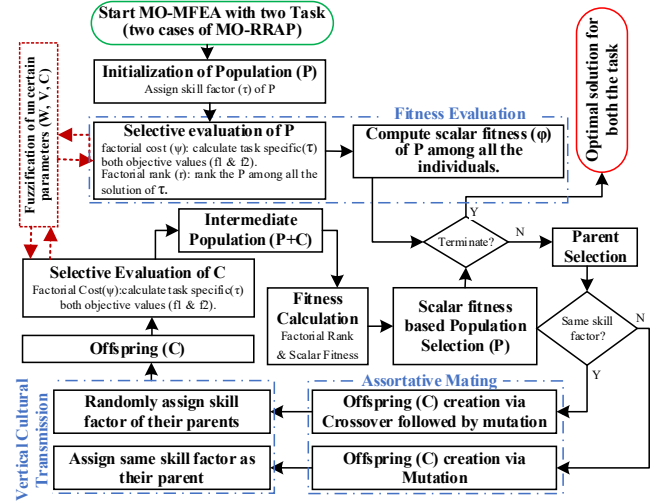 Start MO-MFEA with two Task
(two cases of MO-RRAP)
Initialization of Population (P)
Assign skill factor (τ) of P
Fitness Evaluation
Selective evaluation of P
factorial cost (ψ): calculate task specific(τ)
both objective values (f1 & f2).
Factorial rank (r): rank the P among all the
solution of τ.
Compute scalar fitness (φ)
of P among all the
individuals.
Optimal solution for
both the task
Fuzzification of uncertain
parameters (W, V,C)
Intermediate
Population (P+C)
Terminate?
Y
N
Parent
Selection
Selective Evaluation of C
Factorial Cost(ψ):calculate task specific(τ)
both objective values (f1 & f2).
Fitness
Calculation
Factorial Rank
& Scalar Fitness
Scalar fitness
based Population
Selection (P)
Same skill
factor?
N
Y
Offspring (C)
Vertical Cultural
Transmission
Assortative Mating
Randomly assign skill
factor of their parents
Offspring (C) creation via
Crossover followed by mutation
Assign same skill factor as
their parent
Offspring (C) creation via
Mutation